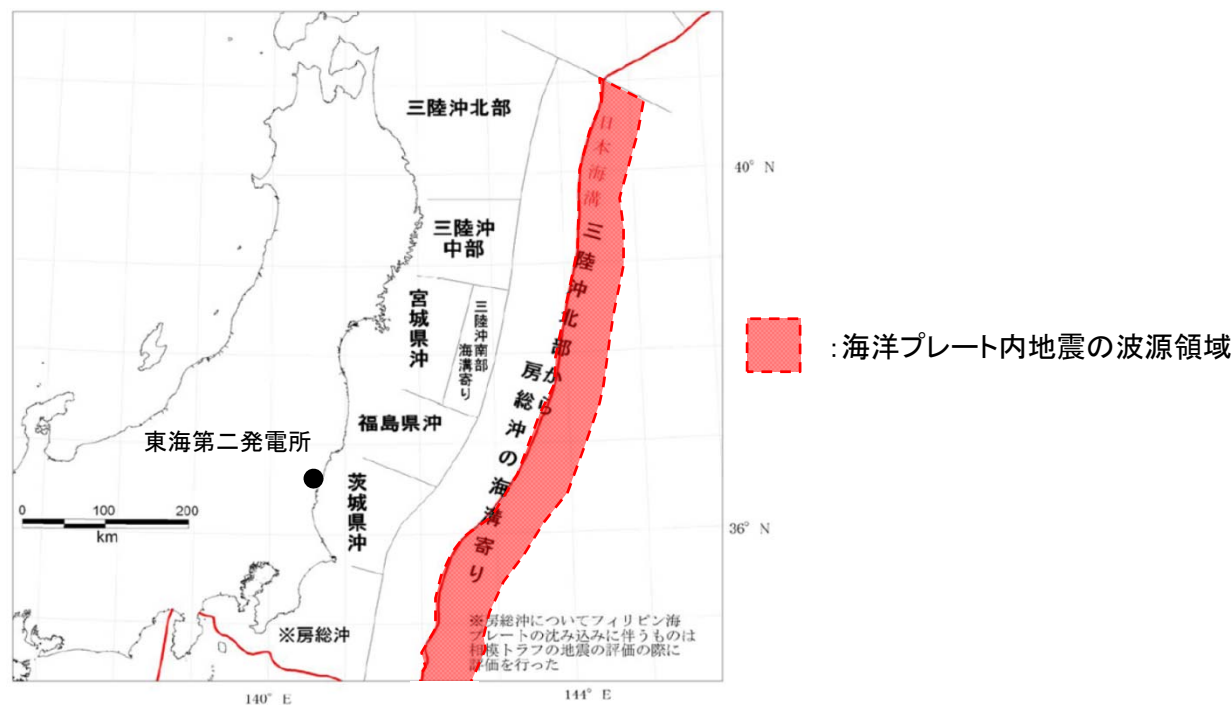 三陸沖北部
日本海溝
40° N
三陸沖
中部
三陸沖北部から
房総沖の海溝寄り
宮城県沖
三陸沖南部
海溝寄り
:海洋プレート内地震の波源領域
福島県沖
東海第二発電所
茨城県沖
0 100 200
km
36° N
※房総沖
※房総沖についてフィリピン海
プレートの沈み込みに伴うものは
相模トラフの地震の評価の際に
評価を行った
140° E
144° E